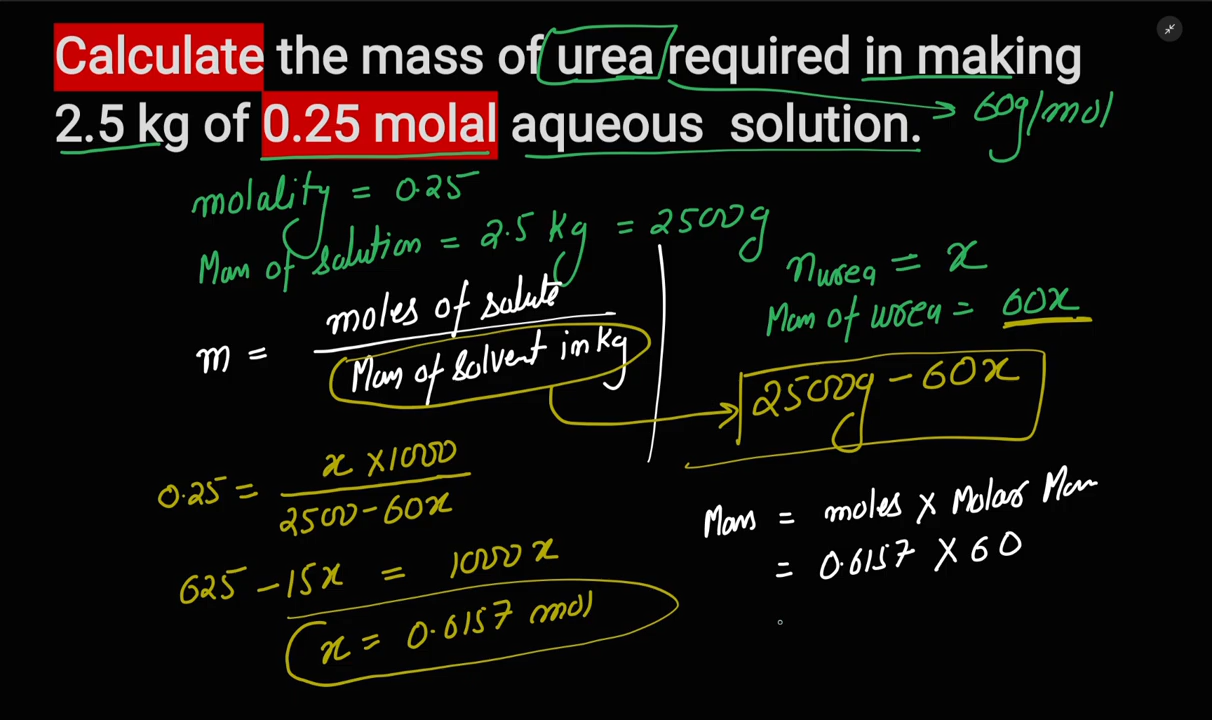 Calculate the mass of urea required in making
2.5 kg of 0.25 molal aqueous solution.
60g/mol
molality = 0.25
Mass of solution = 2.5 kg = 2500g
m = moles of solute / Mass of solvent in kg
nurea = x
Mass of urea = 60x
2500g - 60x
0.25 = x × 1000 / 2500 - 60x
625 - 15x = 1000x
x = 0.6157 mol
Mass = moles × Molar Mass
= 0.6157 × 60